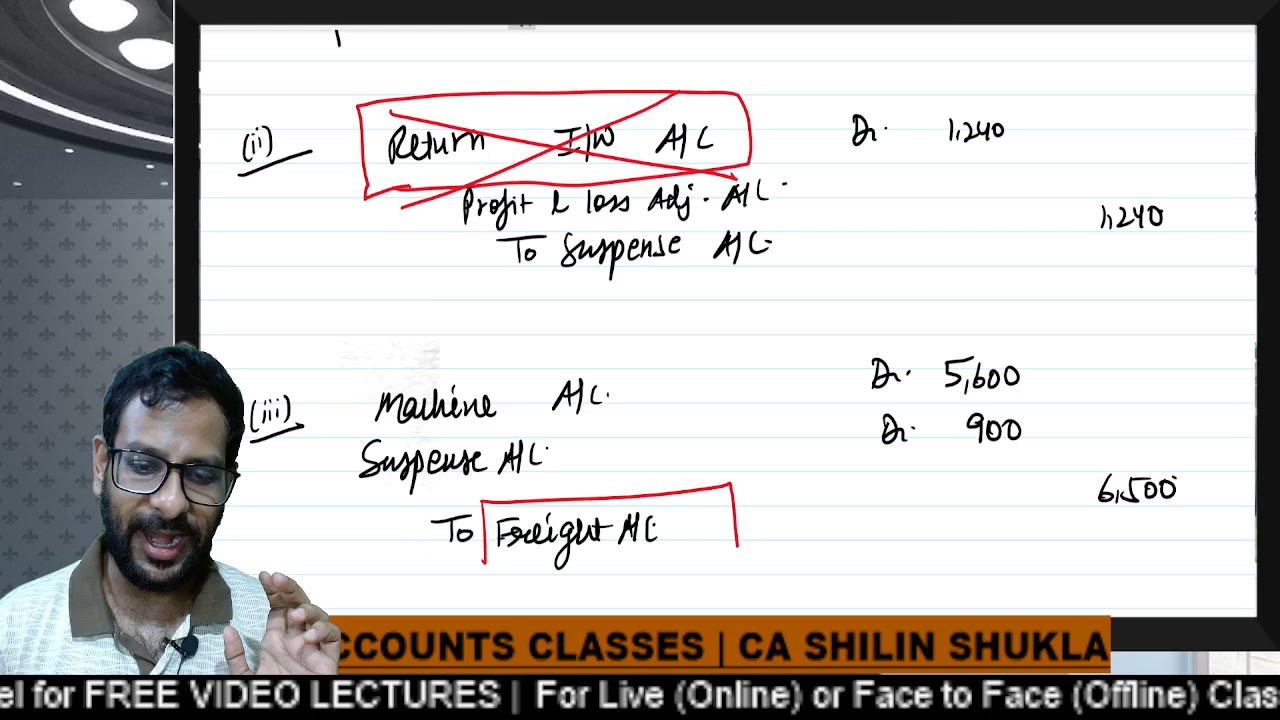 (ii) Return I/W A/C Dr. 1,240
Profit & loss Adj. A/C.
1,240
To Suspense A/C.
(iii) Machine A/C. Dr. 5,600
Suspense A/C. Dr. 900
6,500
To Freight A/C.
CCOUNTS CLASSES | CA SHILIN SHUKLA
el for FREE VIDEO LECTURES | For Live (Online) or Face to Face (Offline) Clas